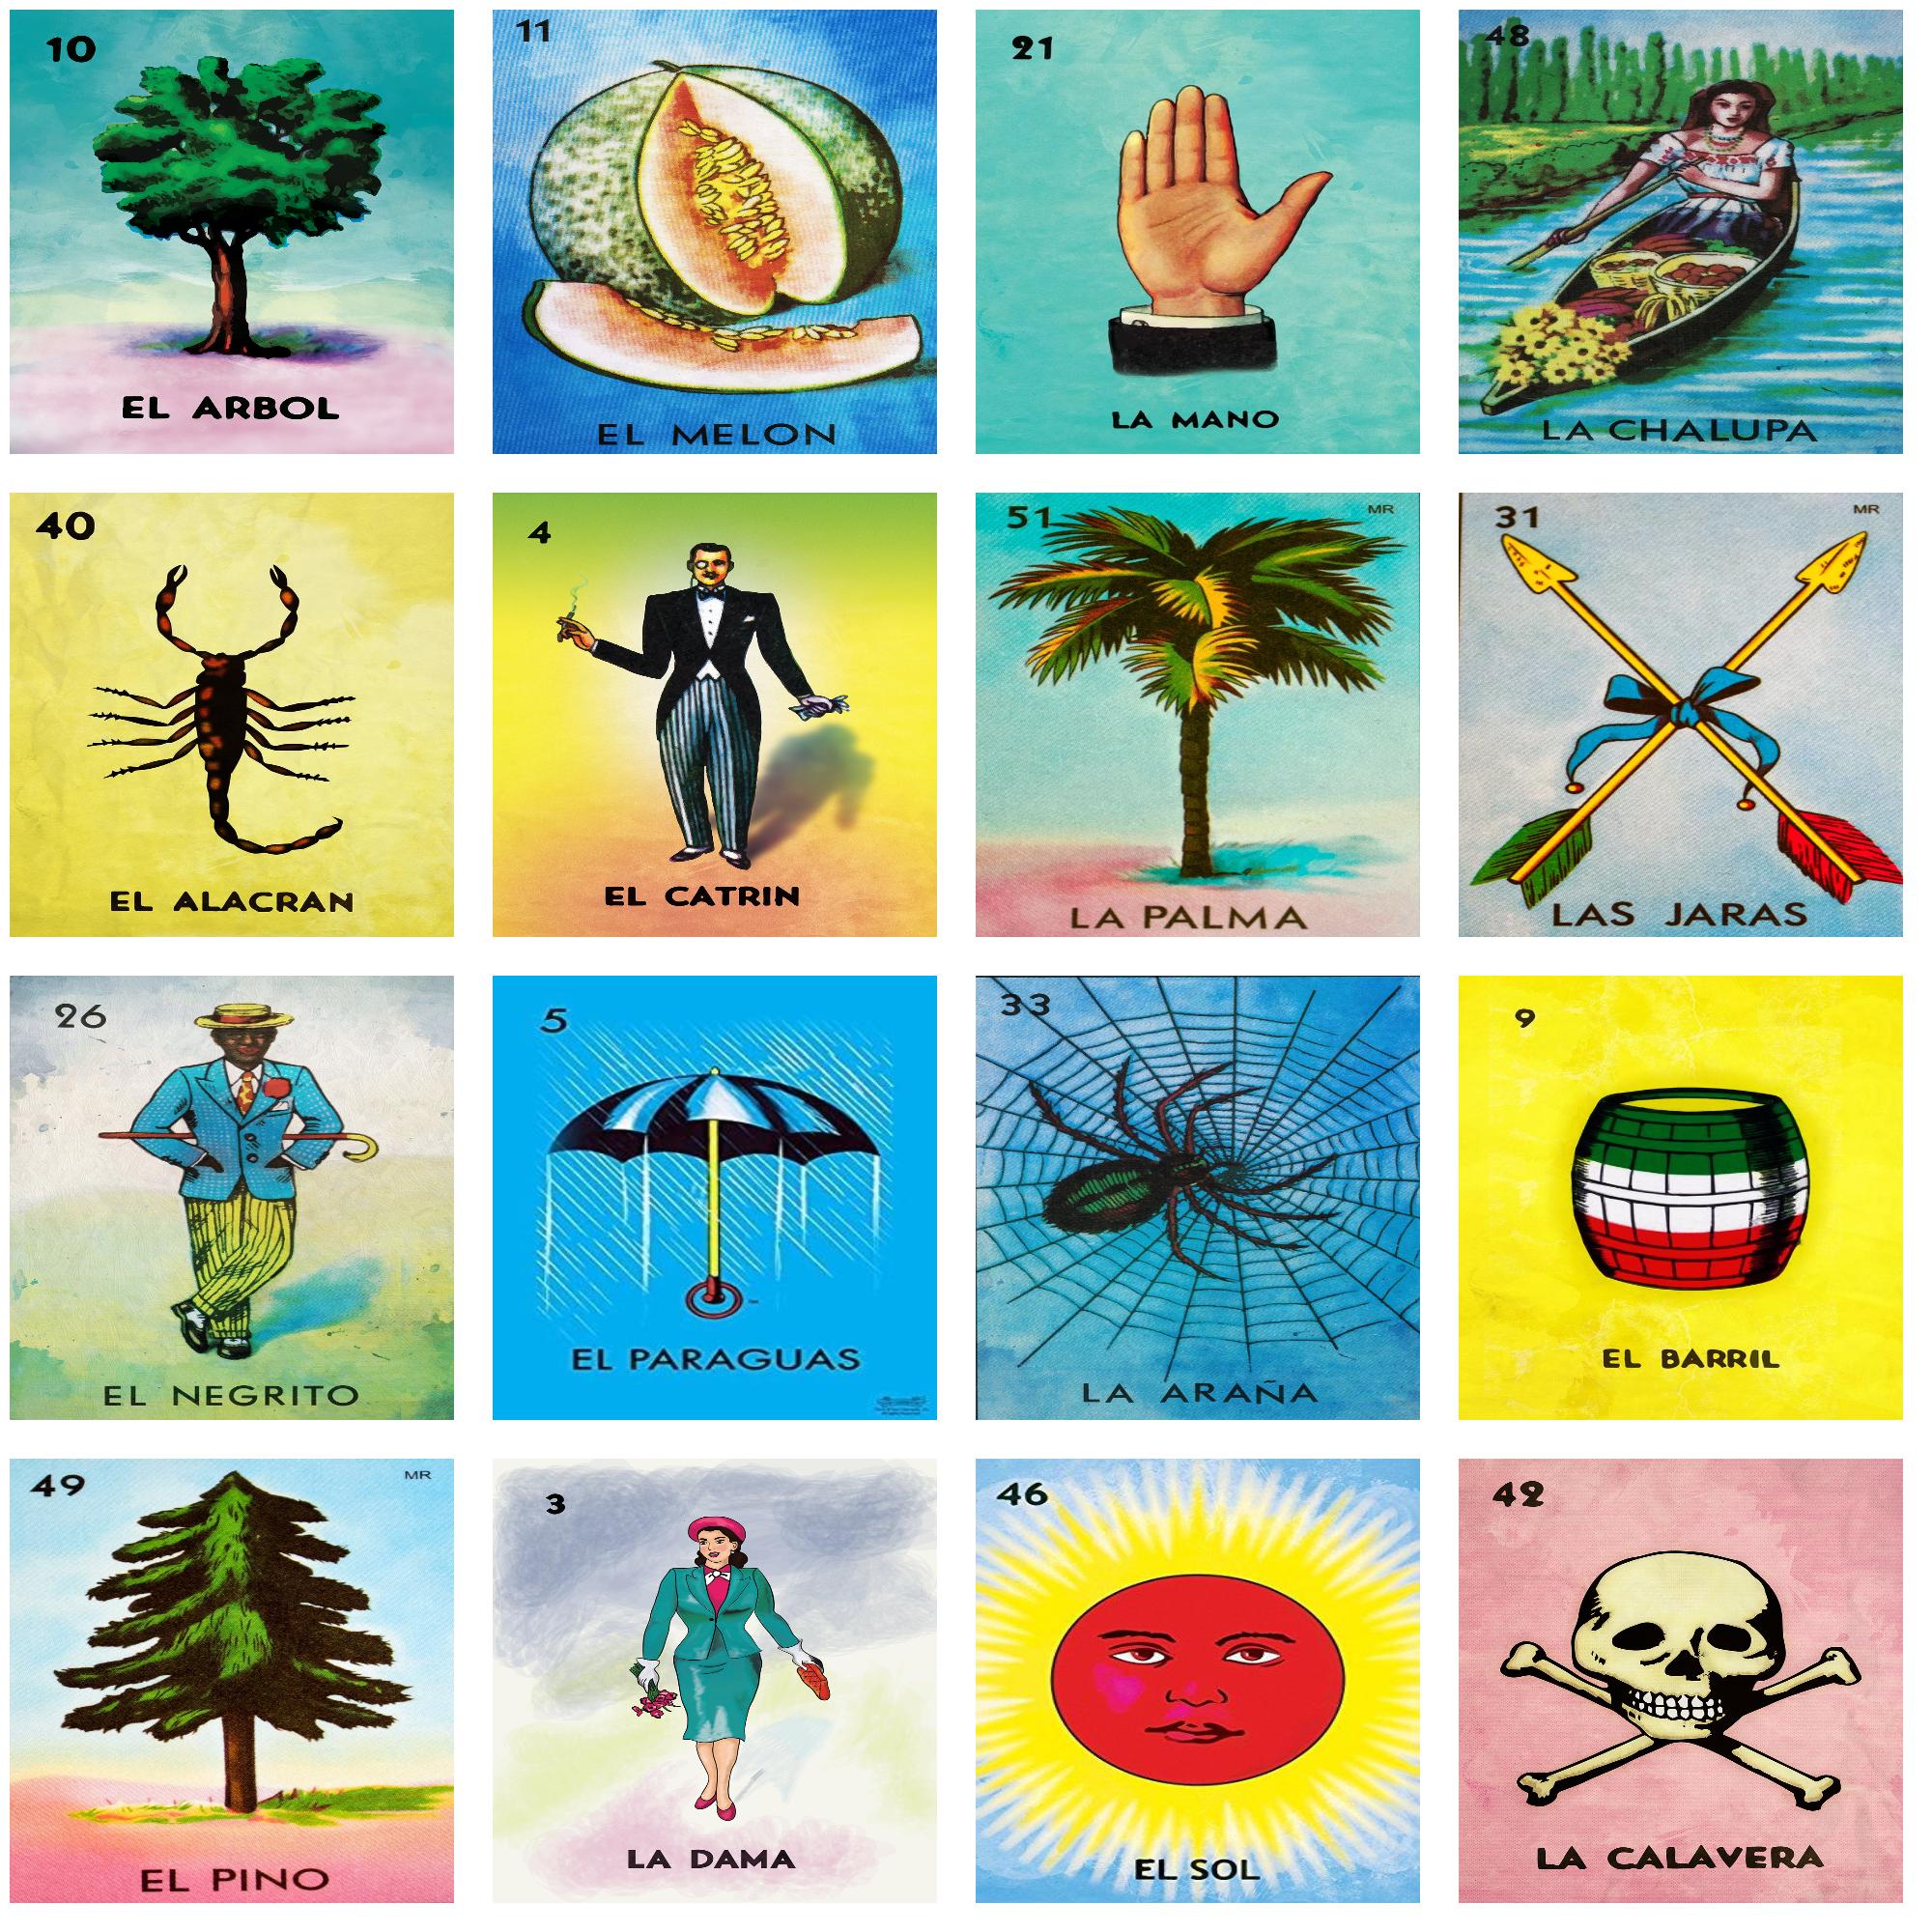 10
EL ARBOL
11
EL MELON
21
LA MANO
48
LA CHALUPA
40
EL ALACRAN
4
EL CATRIN
51
MR
LA PALMA
31
MR
LAS JARAS
26
EL NEGRITO
5
EL PARAGUAS
33
LA ARAÑA
9
EL BARRIL
49
MR
EL PINO
3
LA DAMA
46
EL SOL
42
LA CALAVERA